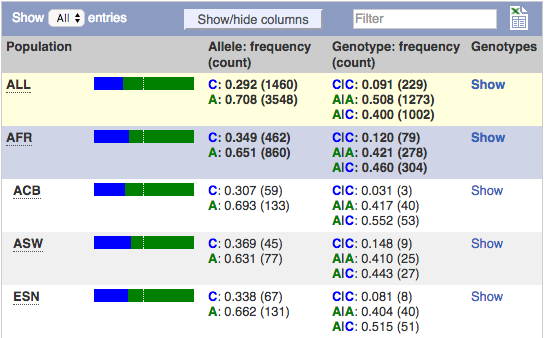 Show All entries Show/hide columns Filter
Population Allele: frequency (count) Genotype: frequency (count) Genotypes
ALL C: 0.292 (1460) C|C: 0.091 (229) Show
A: 0.708 (3548) A|A: 0.508 (1273)
A|C: 0.400 (1002)
AFR C: 0.349 (462) C|C: 0.120 (79) Show
A: 0.651 (860) A|A: 0.421 (278)
A|C: 0.460 (304)
ACB C: 0.307 (59) C|C: 0.031 (3) Show
A: 0.693 (133) A|A: 0.417 (40)
A|C: 0.552 (53)
ASW C: 0.369 (45) C|C: 0.148 (9) Show
A: 0.631 (77) A|A: 0.410 (25)
A|C: 0.443 (27)
ESN C: 0.338 (67) C|C: 0.081 (8) Show
A: 0.662 (131) A|A: 0.404 (40)
A|C: 0.515 (51)